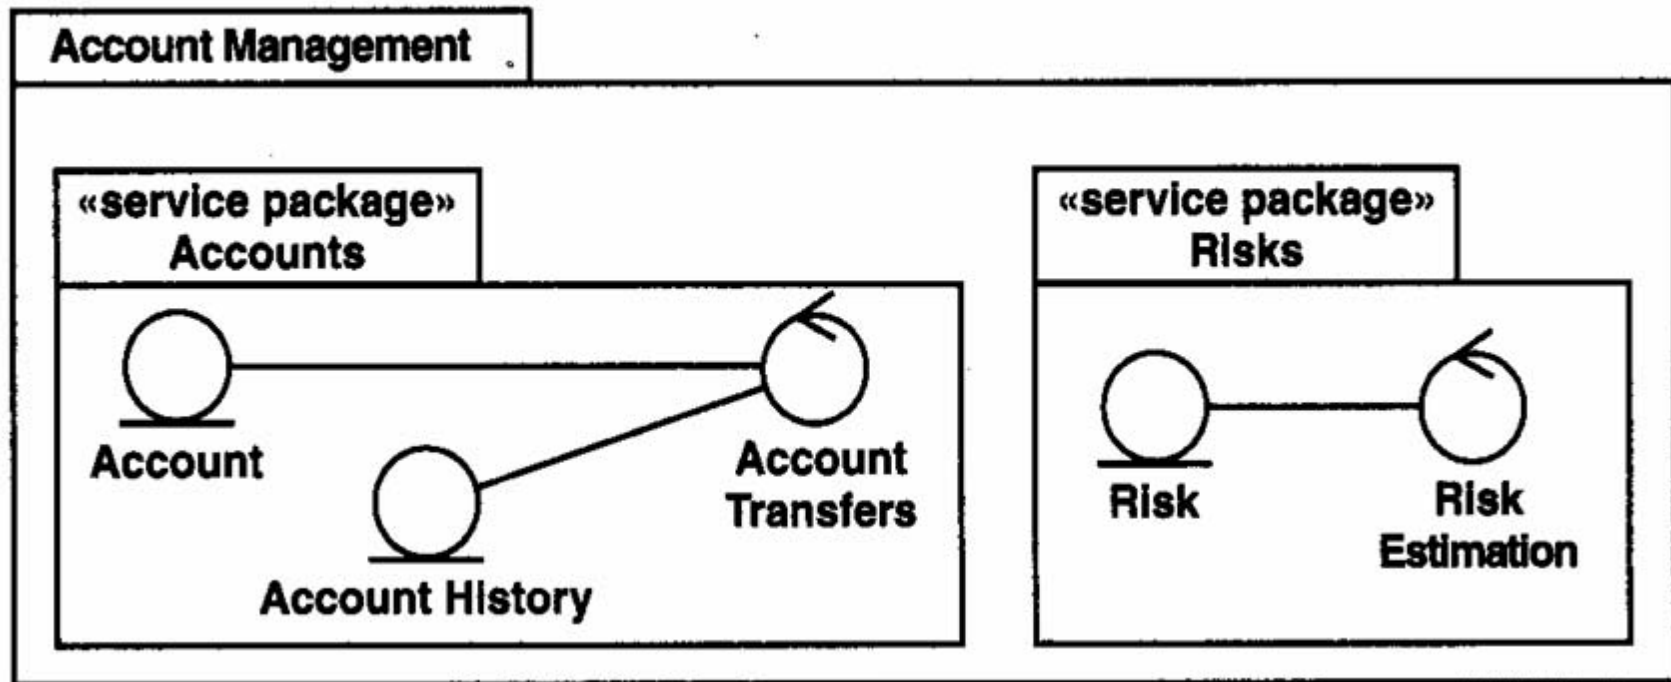 Account Management
«service package»
Accounts
«service package»
Risks
Account
Account History
Account
Transfers
Risk
Risk
Estimation